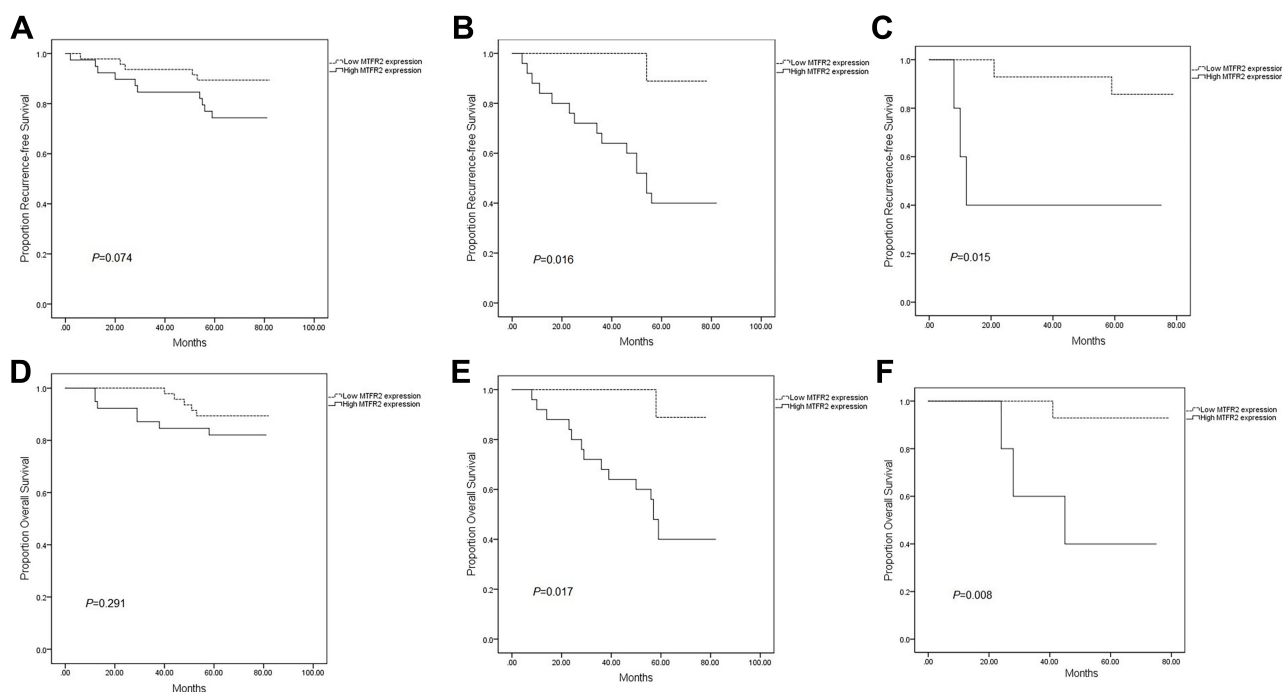 A
Proportion Recurrence-free Survival
1.0
0.8
0.6
0.4
0.2
0.0
Low MTFR2 expression
High MTFR2 expression
P=0.074
.00 20.00 40.00 60.00 80.00 100.00
Months
B
Proportion Recurrence-free Survival
1.0
0.8
0.6
0.4
0.2
0.0
Low MTFR2 expression
High MTFR2 expression
P=0.016
.00 20.00 40.00 60.00 80.00 100.00
Months
C
Proportion Recurreence-free Survival
1.0
0.8
0.6
0.4
0.2
0.0
Low MTFR2 expression
High MTFR2 expression
P=0.015
.00 20.00 40.00 60.00 80.00
Months
D
Proportion Overall Survival
1.0
0.8
0.6
0.4
0.2
0.0
Low MTFR2 expression
High MTFR2 expression
P=0.291
.00 20.00 40.00 60.00 80.00 100.00
Months
E
Proportion Overall Survival
1.0
0.8
0.6
0.4
0.2
0.0
Low MTFR2 expression
High MTFR2 expression
P=0.017
.00 20.00 40.00 60.00 80.00 100.00
Months
F
Proportion Overall Survival
1.0
0.8
0.6
0.4
0.2
0.0
Low MTFR2 expression
High MTFR2 expression
P=0.008
.00 20.00 40.00 60.00 80.00
Months